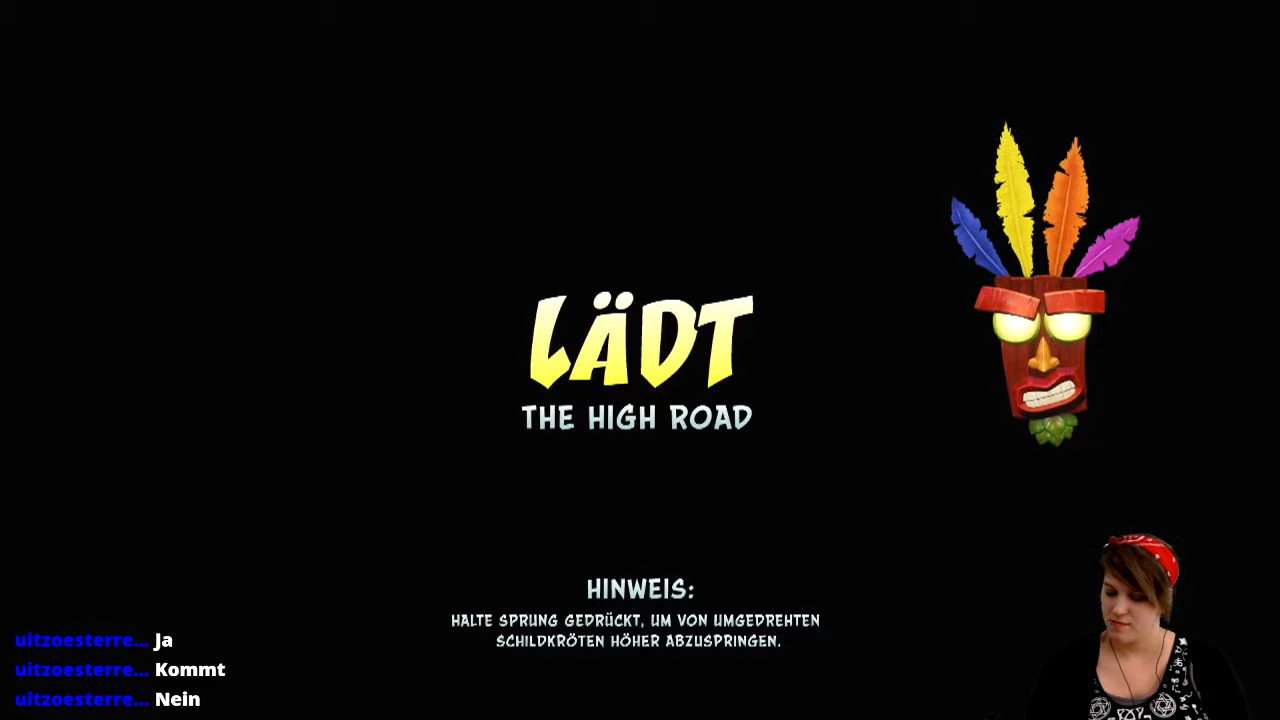 LÄDT
THE HIGH ROAD
HINWEIS:
HALTE SPRUNG GEDRÜCKT, UM VON UMGEDREHTEN
SCHILDKRÖTEN HÖHER ABZUSPRINGEN.
uitzoesterre... Ja
uitzoesterre... Kommt
uitzoesterre... Nein